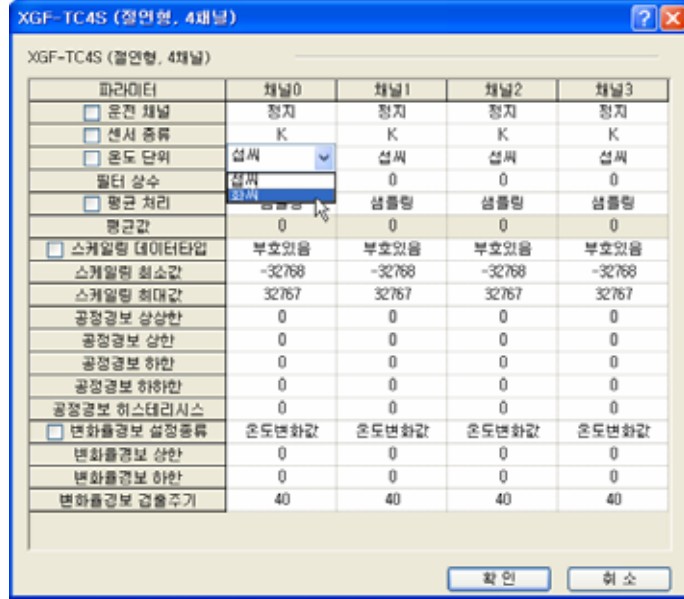 XGF-TC4S (절연형, 4채널)
XGF-TC4S (절연형, 4채널)
파라미터 채널0 채널1 채널2 채널3
운전 채널 정지 정지 정지 정지
센서 종류 K K K K
온도 단위 섭씨 섭씨 섭씨 섭씨
필터 상수 섭씨 0 0 0
평균 처리 화씨 샘플링 샘플링 샘플링 샘플링
평균값 0 0 0 0
스케일링 데이터타입 부호있음 부호있음 부호있음 부호있음
스케일링 최소값 -32768 -32768 -32768 -32768
스케일링 최대값 32767 32767 32767 32767
공정경보 상상한 0 0 0 0
공정경보 상한 0 0 0 0
공정경보 하한 0 0 0 0
공정경보 하하한 0 0 0 0
공정경보 히스테리시스 0 0 0 0
변화율경보 설정종류 온도변화값 온도변화값 온도변화값 온도변화값
변화율경보 상한 0 0 0 0
변화율경보 하한 0 0 0 0
변화율경보 검출주기 40 40 40 40
확인 취소